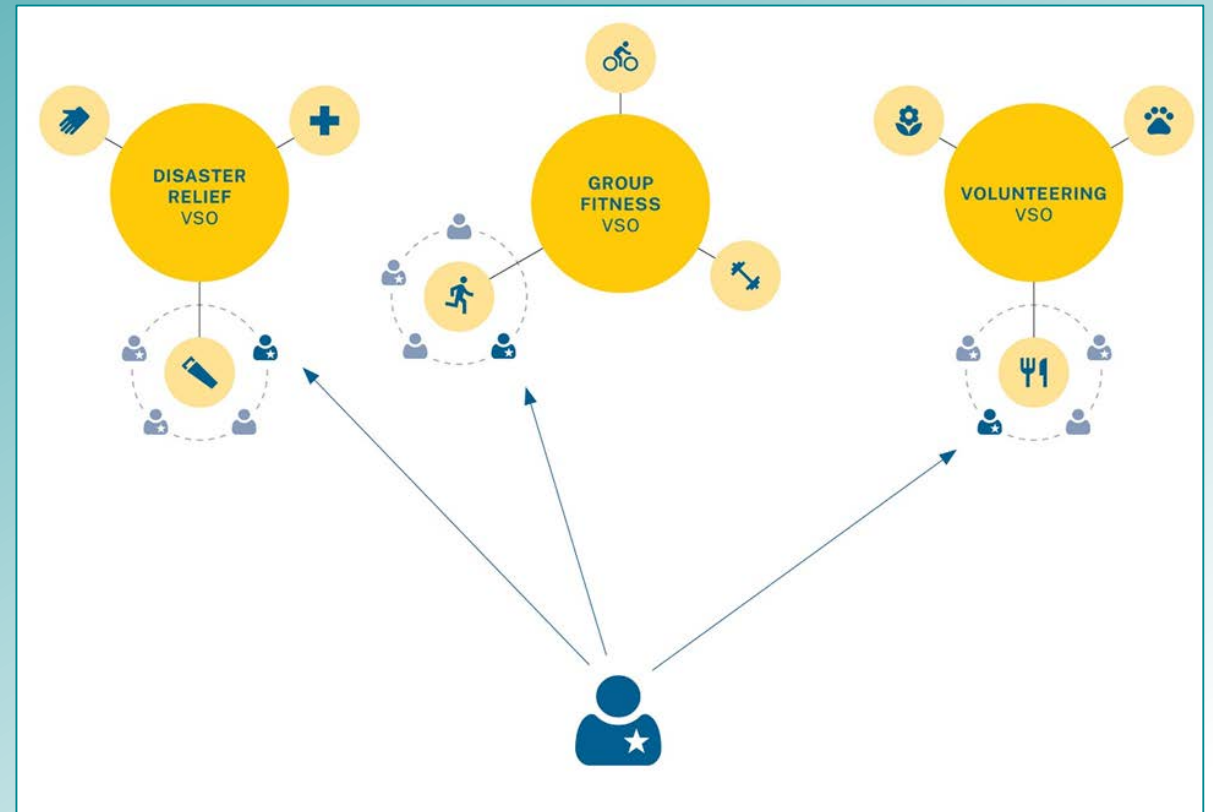 DISASTER
RELIEF
VSO
GROUP
FITNESS
VSO
VOLUNTEERING
VSO